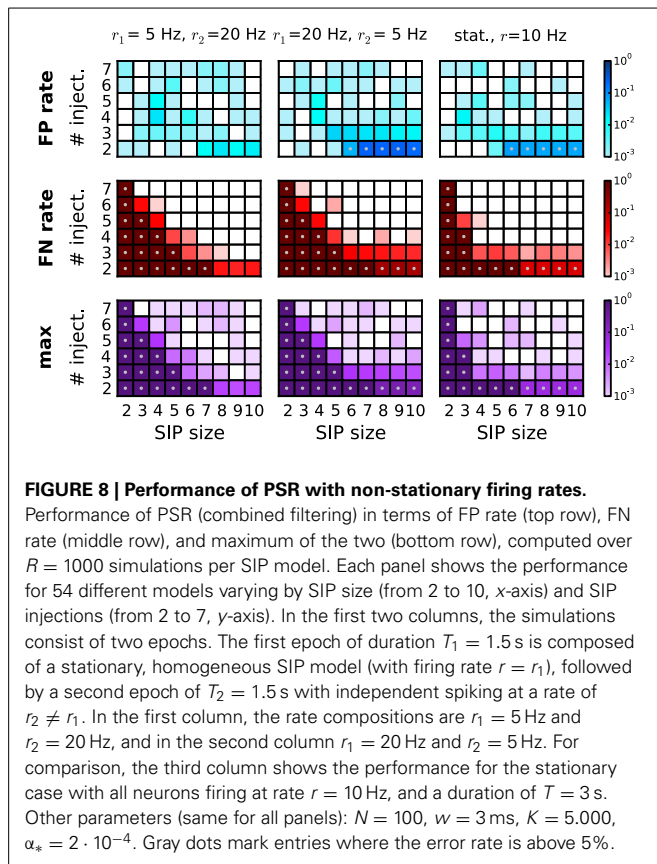 r₁ = 5 Hz, r₂=20 Hz r₁=20 Hz, r₂= 5 Hz stat., r=10 Hz
FP rate
# inject.
7
6
5
4
3
2
10⁰
10⁻¹
10⁻²
10⁻³
FN rate
# inject.
7
6
5
4
3
2
10⁰
10⁻¹
10⁻²
10⁻³
max
# inject.
7
6
5
4
3
2
10⁰
10⁻¹
10⁻²
10⁻³
2 3 4 5 6 7 8 9 10 2 3 4 5 6 7 8 9 10 2 3 4 5 6 7 8 9 10
SIP size SIP size SIP size
FIGURE 8 | Performance of PSR with non-stationary firing rates.
Performance of PSR (combined filtering) in terms of FP rate (top row), FN
rate (middle row), and maximum of the two (bottom row), computed over
R = 1000 simulations per SIP model. Each panel shows the performance
for 54 different models varying by SIP size (from 2 to 10, x-axis) and SIP
injections (from 2 to 7, y-axis). In the first two columns, the simulations
consist of two epochs. The first epoch of duration T₁ = 1.5 s is composed
of a stationary, homogeneous SIP model (with firing rate r = r₁), followed
by a second epoch of T₂ = 1.5 s with independent spiking at a rate of
r₂ ≠ r₁. In the first column, the rate compositions are r₁ = 5 Hz and
r₂ = 20 Hz, and in the second column r₁ = 20 Hz and r₂ = 5 Hz. For
comparison, the third column shows the performance for the stationary
case with all neurons firing at rate r = 10 Hz, and a duration of T = 3 s.
Other parameters (same for all panels): N = 100, w = 3 ms, K = 5.000,
α∗ = 2 · 10⁻⁴. Gray dots mark entries where the error rate is above 5%.